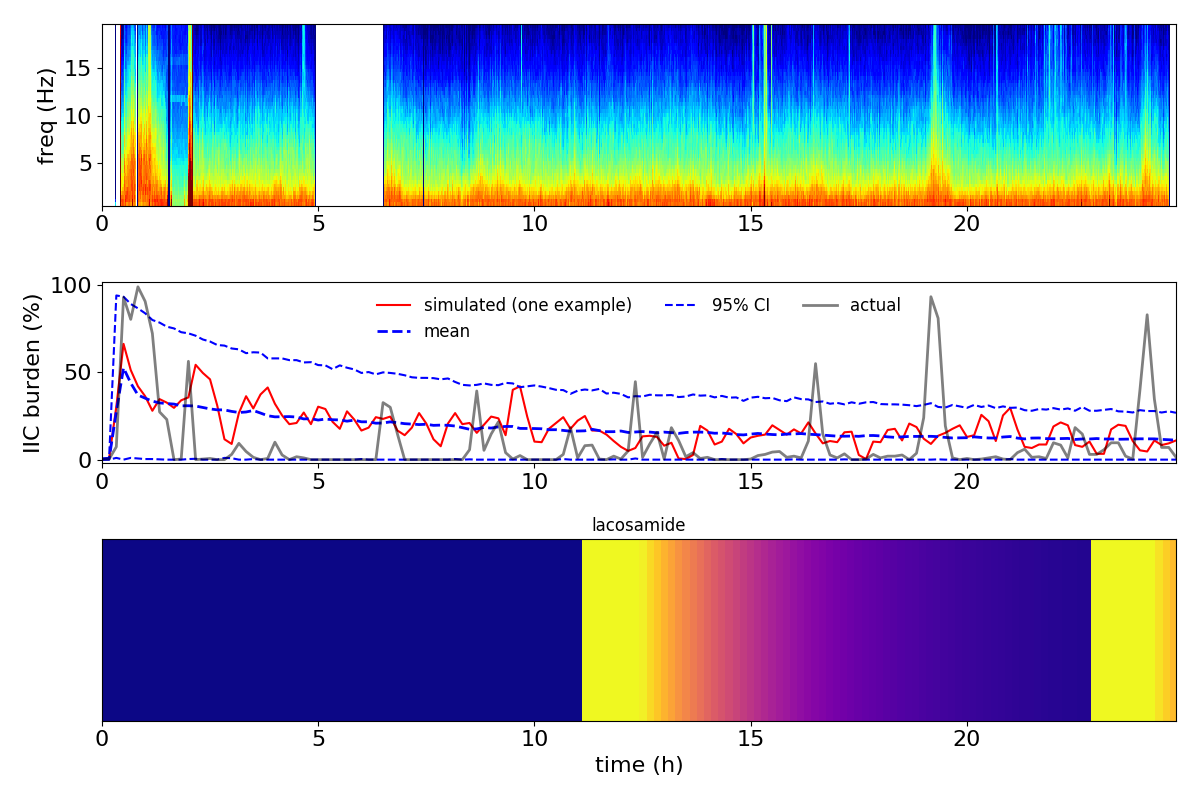 freq (Hz)
15
10
5
0 5 10 15 20
IIC burden (%)
100
50
0
simulated (one example)
mean
95% CI
actual
0 5 10 15 20
lacosamide
0 5 10 15 20
time (h)